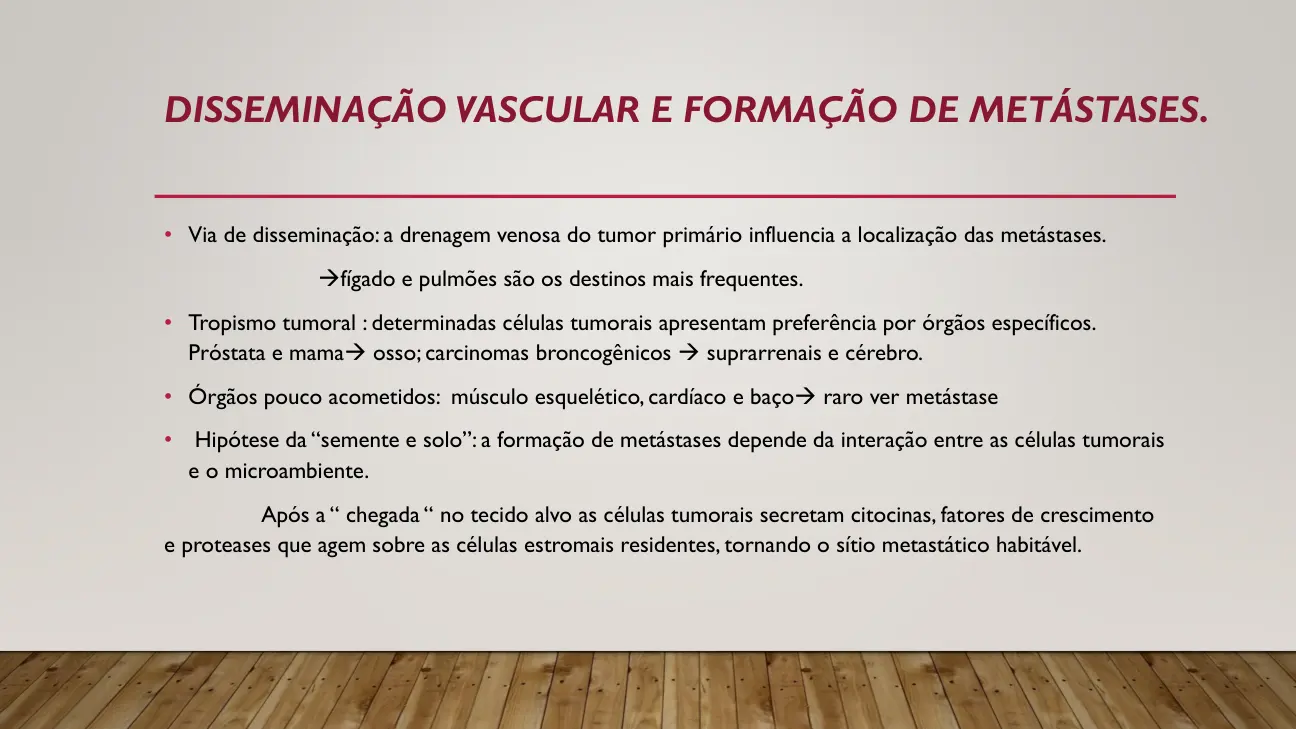 DISSEMINAÇÃO VASCULAR E FORMAÇÃO DE METÁSTASES.
• Via de disseminação: a drenagem venosa do tumor primário influencia a localização das metástases.
→fígado e pulmões são os destinos mais frequentes.
• Tropismo tumoral : determinadas células tumorais apresentam preferência por órgãos específicos.
Próstata e mama→ osso; carcinomas broncogênicos → suprarrenais e cérebro.
• Órgãos pouco acometidos: músculo esquelético, cardíaco e baço→ raro ver metástase
• Hipótese da “semente e solo”: a formação de metástases depende da interação entre as células tumorais
e o microambiente.
Após a “ chegada “ no tecido alvo as células tumorais secretam citocinas, fatores de crescimento
e proteases que agem sobre as células estromais residentes, tornando o sítio metastático habitável.